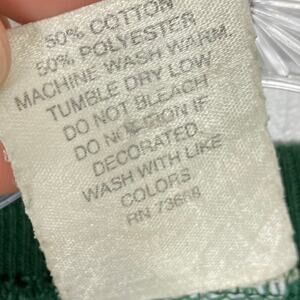 50% COTTON
50% POLYESTER
MACHINE WASH WARM.
TUMBLE DRY LOW
DO NOT BLEACH
DO NOT IRON IF
DECORATED.
WASH WITH LIKE
COLORS
RN